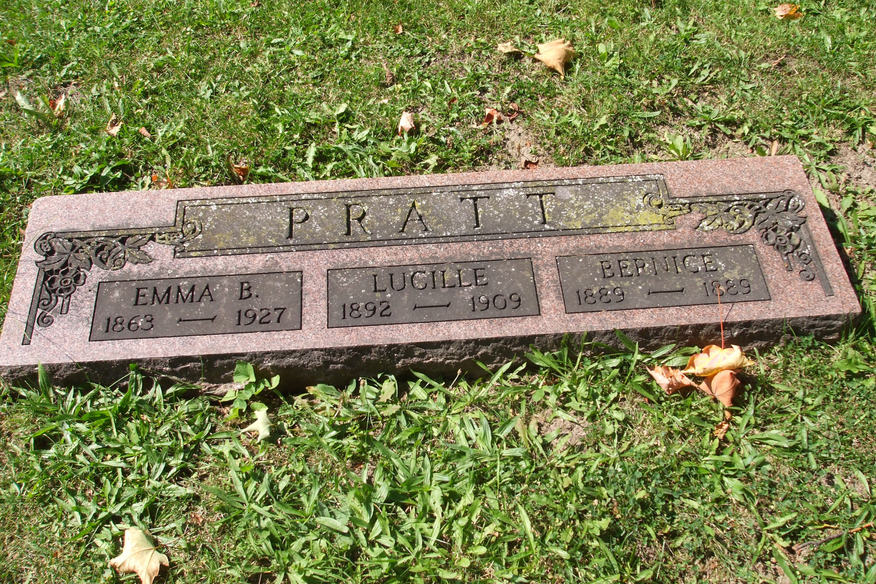 PRATT
EMMA B.
1863 — 1927
LUCILLE
1892 — 1909
BERNICE
1889 — 1889